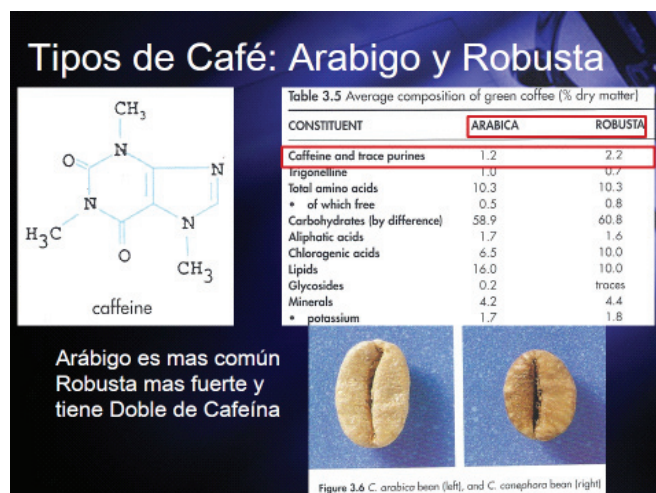 Tipos de Café: Arabigo y Robusta
CH3
O
N
N
N
N
H3C
O
CH3
caffeine
Table 3.5 Average composition of green coffee (% dry matter)
CONSTITUENT ARABICA ROBUSTA
Caffeine and trace purines 1.2 2.2
Trigonelline 1.0 0.7
Total amino acids 10.3 10.3
• of which free 0.5 0.8
Carbohydrates (by difference) 58.9 60.8
Aliphatic acids 1.7 1.6
Chlorogenic acids 6.5 10.0
Lipids 16.0 10.0
Glycosides 0.2 traces
Minerals 4.2 4.4
• potassium 1.7 1.8
Arábigo es mas común
Robusta mas fuerte y
tiene Doble de Cafeína
Figure 3.6 C. arabica bean (left), and C. canephora bean (right)